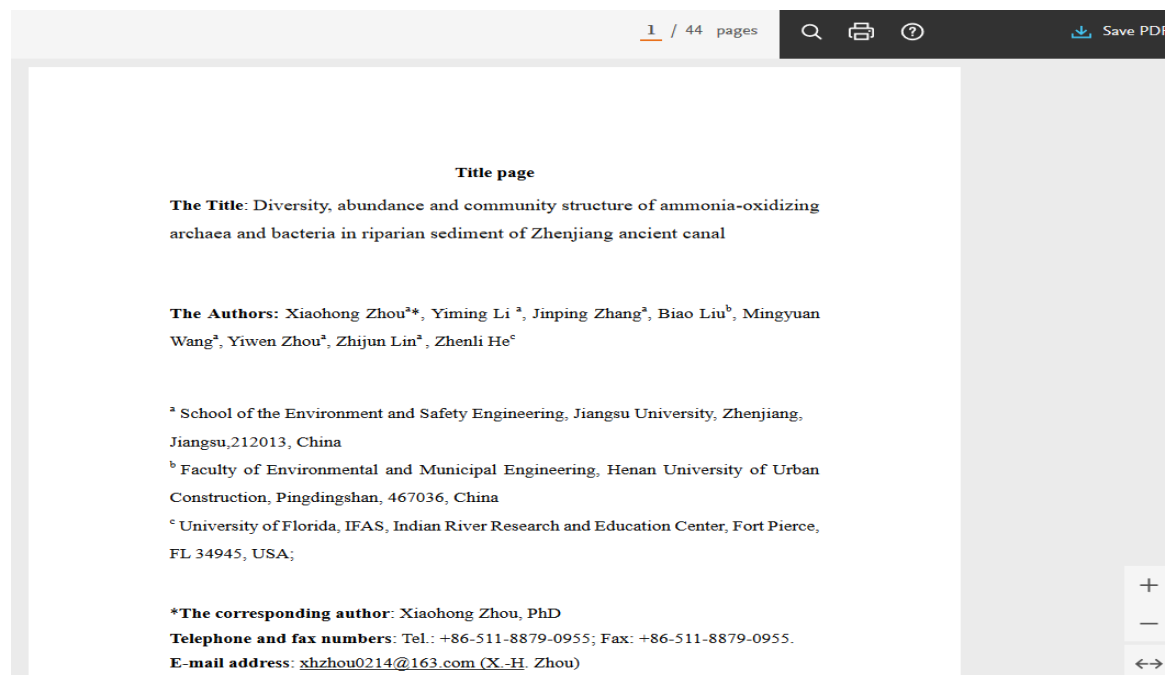 1 / 44 pages
Save PDF
Title page
The Title: Diversity, abundance and community structure of ammonia-oxidizing
archaea and bacteria in riparian sediment of Zhenjiang ancient canal
The Authors: Xiaohong Zhouᵃ*, Yiming Li ᵃ, Jinping Zhangᵃ, Biao Liuᵇ, Mingyuan
Wangᵃ, Yiwen Zhouᵃ, Zhijun Linᵃ , Zhenli Heᶜ
ᵃ School of the Environment and Safety Engineering, Jiangsu University, Zhenjiang,
Jiangsu,212013, China
ᵇ Faculty of Environmental and Municipal Engineering, Henan University of Urban
Construction, Pingdingshan, 467036, China
ᶜ University of Florida, IFAS, Indian River Research and Education Center, Fort Pierce,
FL 34945, USA;
*The corresponding author: Xiaohong Zhou, PhD
Telephone and fax numbers: Tel.: +86-511-8879-0955; Fax: +86-511-8879-0955.
E-mail address: xhzhou0214@163.com (X.-H. Zhou)